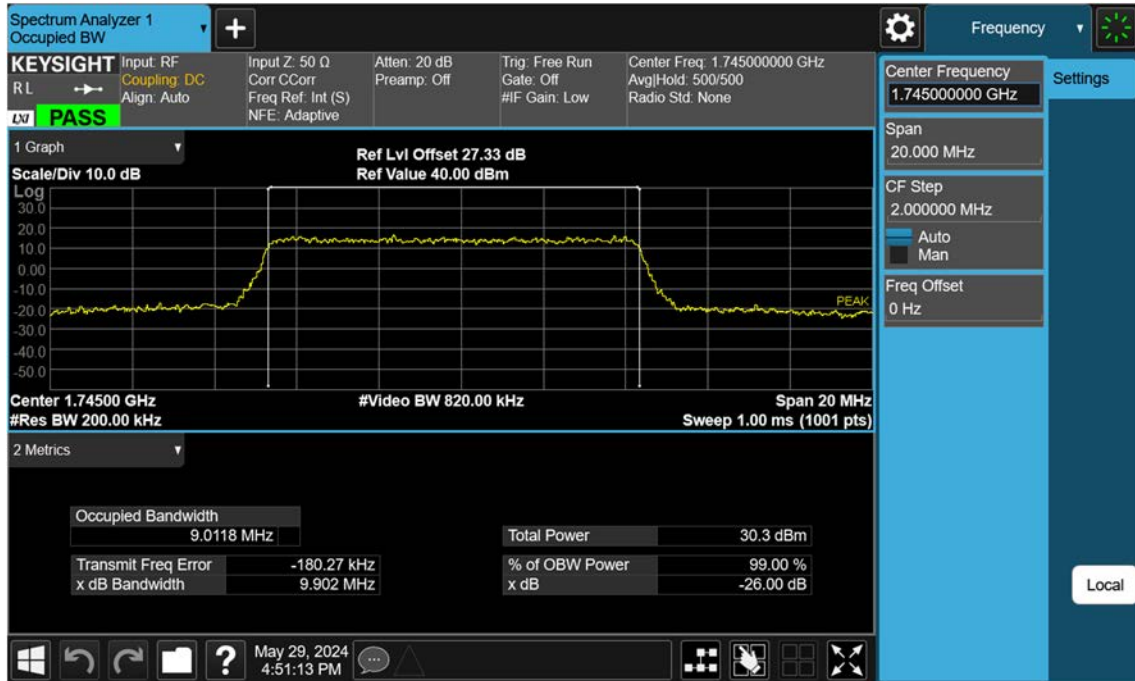 Spectrum Analyzer 1
Occupied BW
+
Frequency
KEYSIGHT
R L
LXI PASS
Input: RF
Coupling: DC
Align: Auto
Input Z: 50 Ω
Corr CCorr
Freq Ref: Int (S)
NFE: Adaptive
Atten: 20 dB
Preamp: Off
Trig: Free Run
Gate: Off
#IF Gain: Low
Center Freq: 1.745000000 GHz
Avg|Hold: 500/500
Radio Std: None
1 Graph
Scale/Div 10.0 dB
Ref Lvl Offset 27.33 dB
Ref Value 40.00 dBm
Log
30.0
20.0
10.0
0.00
-10.0
-20.0
-30.0
-40.0
-50.0
PEAK
Center 1.74500 GHz
#Res BW 200.00 kHz
#Video BW 820.00 kHz
Span 20 MHz
Sweep 1.00 ms (1001 pts)
2 Metrics
Occupied Bandwidth
9.0118 MHz
Total Power 30.3 dBm
Transmit Freq Error -180.27 kHz
% of OBW Power 99.00 %
x dB Bandwidth 9.902 MHz
x dB -26.00 dB
?
May 29, 2024
4:51:13 PM
Center Frequency
1.745000000 GHz
Settings
Span
20.000 MHz
CF Step
2.000000 MHz
Auto
Man
Freq Offset
0 Hz
Local